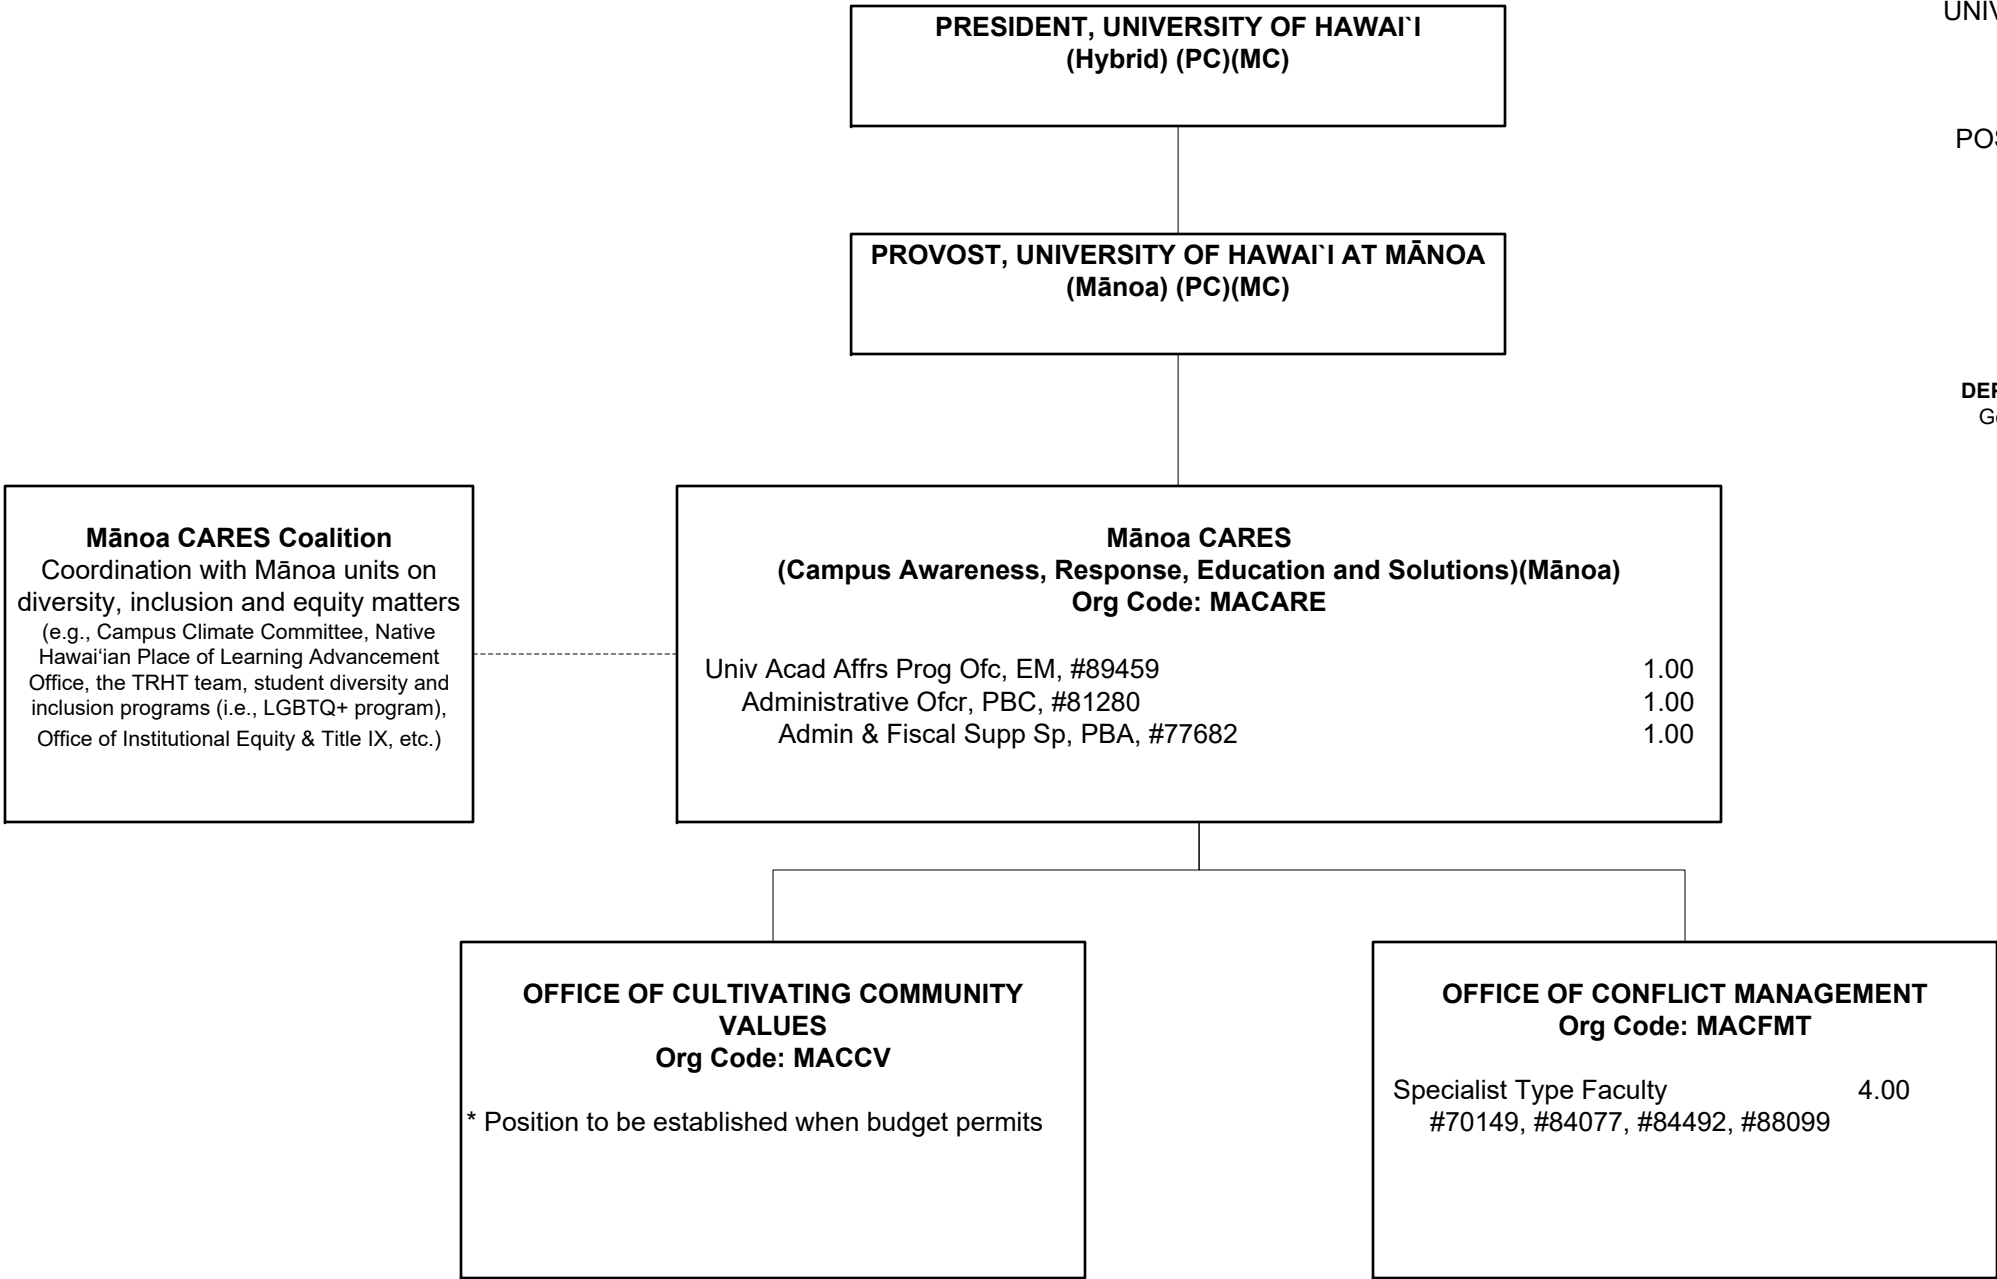 PRESIDENT, UNIVERSITY OF HAWAI`I
(Hybrid) (PC)(MC)
PROVOST, UNIVERSITY OF HAWAI`I AT MĀNOA
(Mānoa) (PC)(MC)
Mānoa CARES Coalition
Coordination with Mānoa units on
diversity, inclusion and equity matters
(e.g., Campus Climate Committee, Native
Hawai‘ian Place of Learning Advancement
Office, the TRHT team, student diversity and
inclusion programs (i.e., LGBTQ+ program),
Office of Institutional Equity & Title IX, etc.)
Mānoa CARES
(Campus Awareness, Response, Education and Solutions)(Mānoa)
Org Code: MACARE
Univ Acad Affrs Prog Ofc, EM, #89459 1.00
Administrative Ofcr, PBC, #81280 1.00
Admin & Fiscal Supp Sp, PBA, #77682 1.00
OFFICE OF CULTIVATING COMMUNITY
VALUES
Org Code: MACCV
* Position to be established when budget permits
OFFICE OF CONFLICT MANAGEMENT
Org Code: MACFMT
Specialist Type Faculty 4.00
#70149, #84077, #84492, #88099